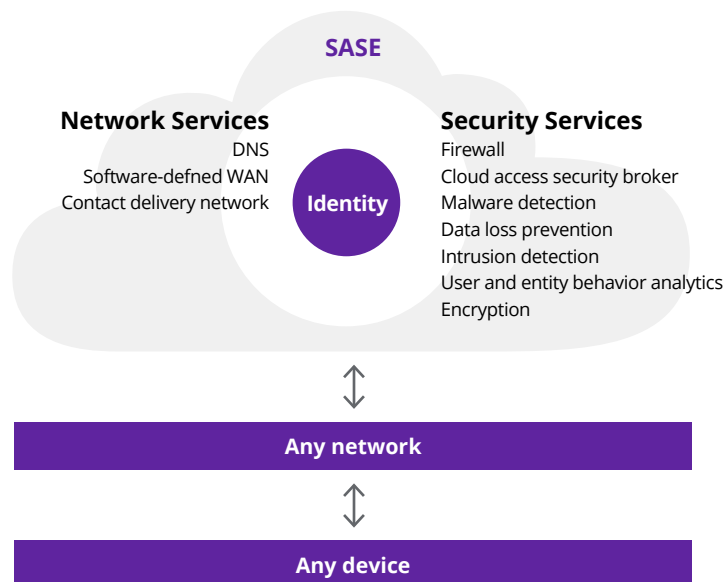 SASE
Network Services
DNS
Software-defned WAN
Contact delivery network
Identity
Security Services
Firewall
Cloud access security broker
Malware detection
Data loss prevention
Intrusion detection
User and entity behavior analytics
Encryption
Any network
Any device